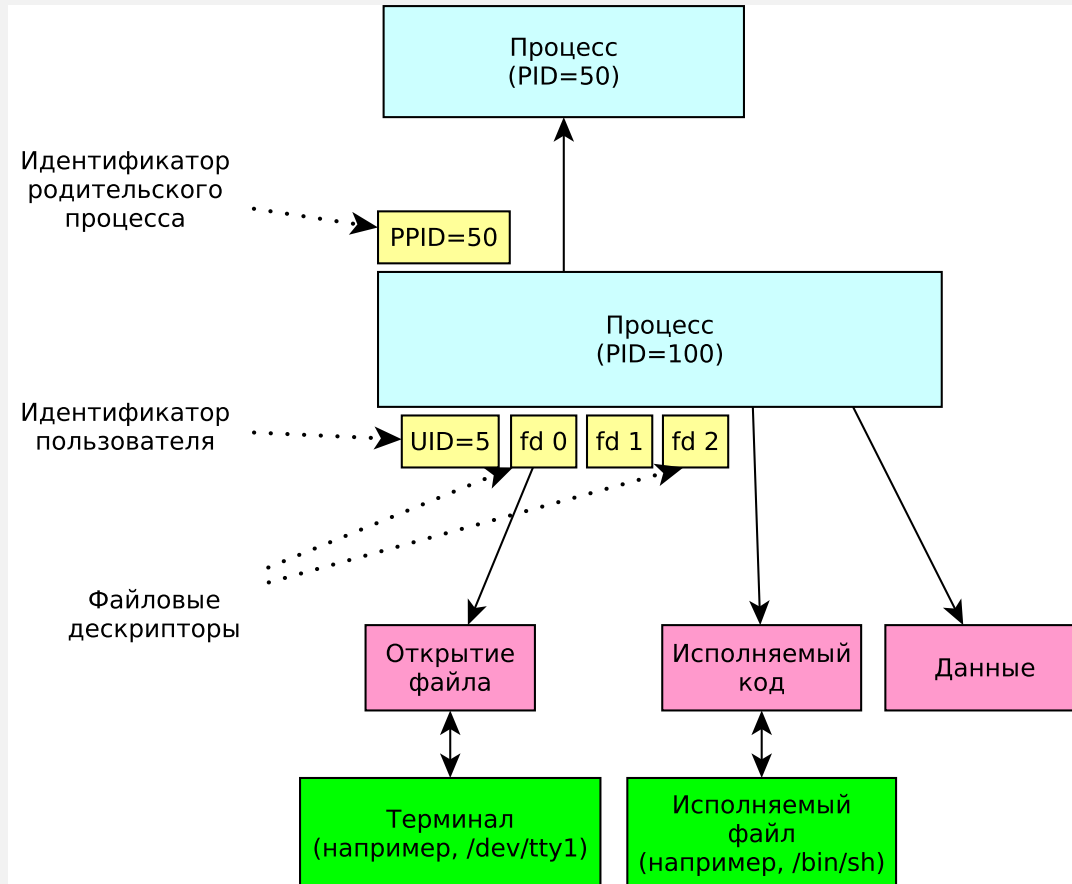 Процесс
(PID=50)
Идентификатор
родительского
процесса
PPID=50
Процесс
(PID=100)
Идентификатор
пользователя
UID=5
fd 0
fd 1
fd 2
Файловые
дескрипторы
Открытие
файла
Исполняемый
код
Данные
Терминал
(например, /dev/tty1)
Исполняемый
файл
(например, /bin/sh)